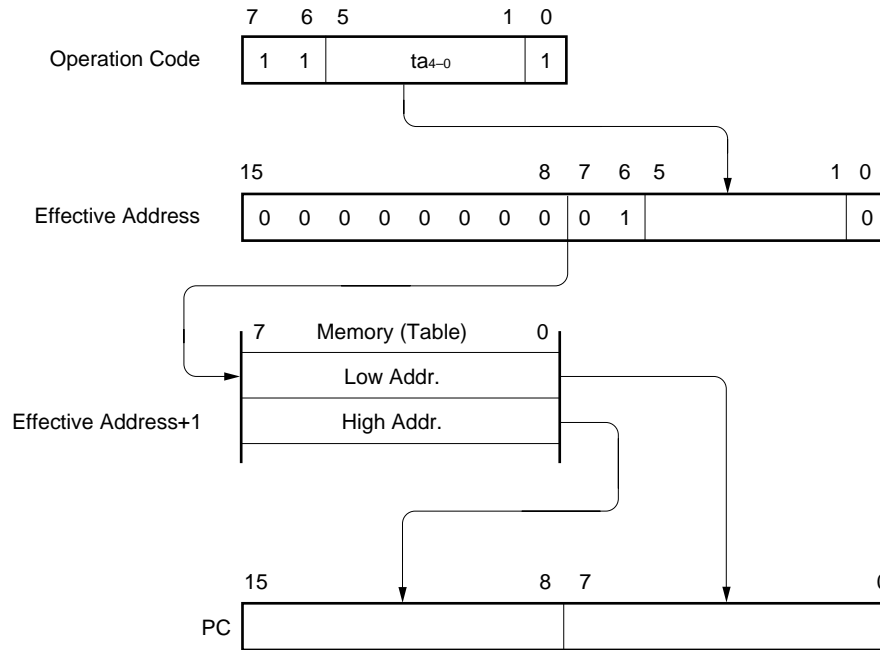 7 6 5 1 0
Operation Code 1 1 ta4–0 1
15 8 7 6 5 1 0
Effective Address 0 0 0 0 0 0 0 0 0 1 0
7 Memory (Table) 0
Low Addr.
Effective Address+1 High Addr.
15 8 7 0
PC